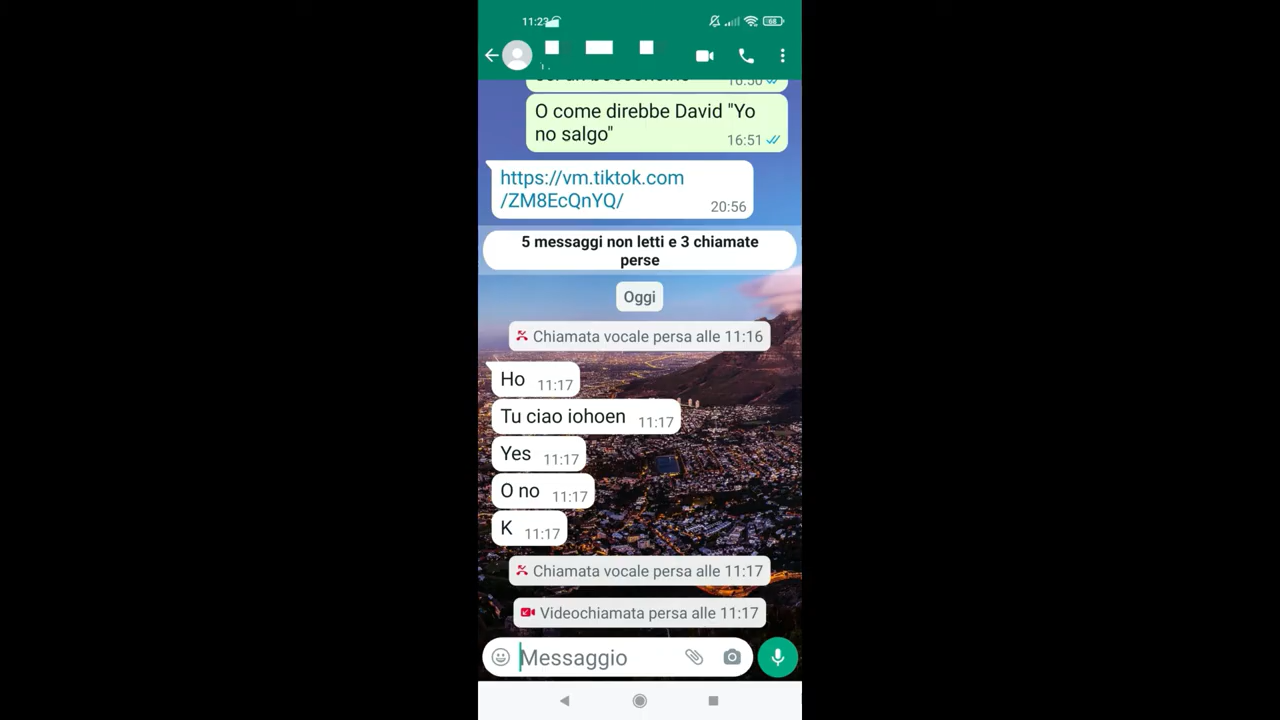 11:23
68
16:50
O come direbbe David "Yo
no salgo"
16:51
https://vm.tiktok.com
/ZM8EcQnYQ/
20:56
5 messaggi non letti e 3 chiamate
perse
Oggi
Chiamata vocale persa alle 11:16
Ho 11:17
Tu ciao iohoen 11:17
Yes 11:17
O no 11:17
K 11:17
Chiamata vocale persa alle 11:17
Videochiamata persa alle 11:17
Messaggio